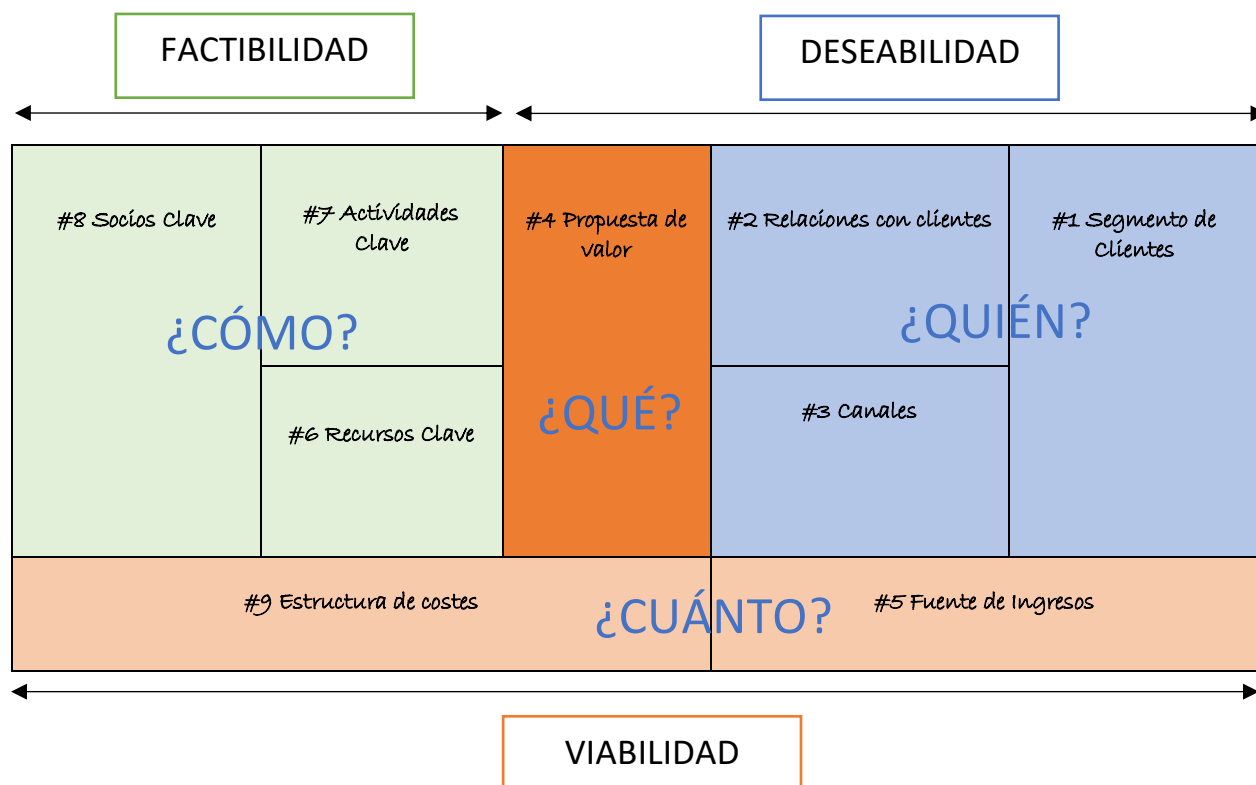 FACTIBILIDAD
DESEABILIDAD
#8 Socios Clave
#7 Actividades
Clave
#4 Propuesta de
valor
#2 Relaciones con clientes
#1 Segmento de
Clientes
¿CÓMO?
¿QUIÉN?
¿QUÉ?
#6 Recursos Clave
#3 Canales
#9 Estructura de costes
¿CUÁNTO?
#5 Fuente de Ingresos
VIABILIDAD